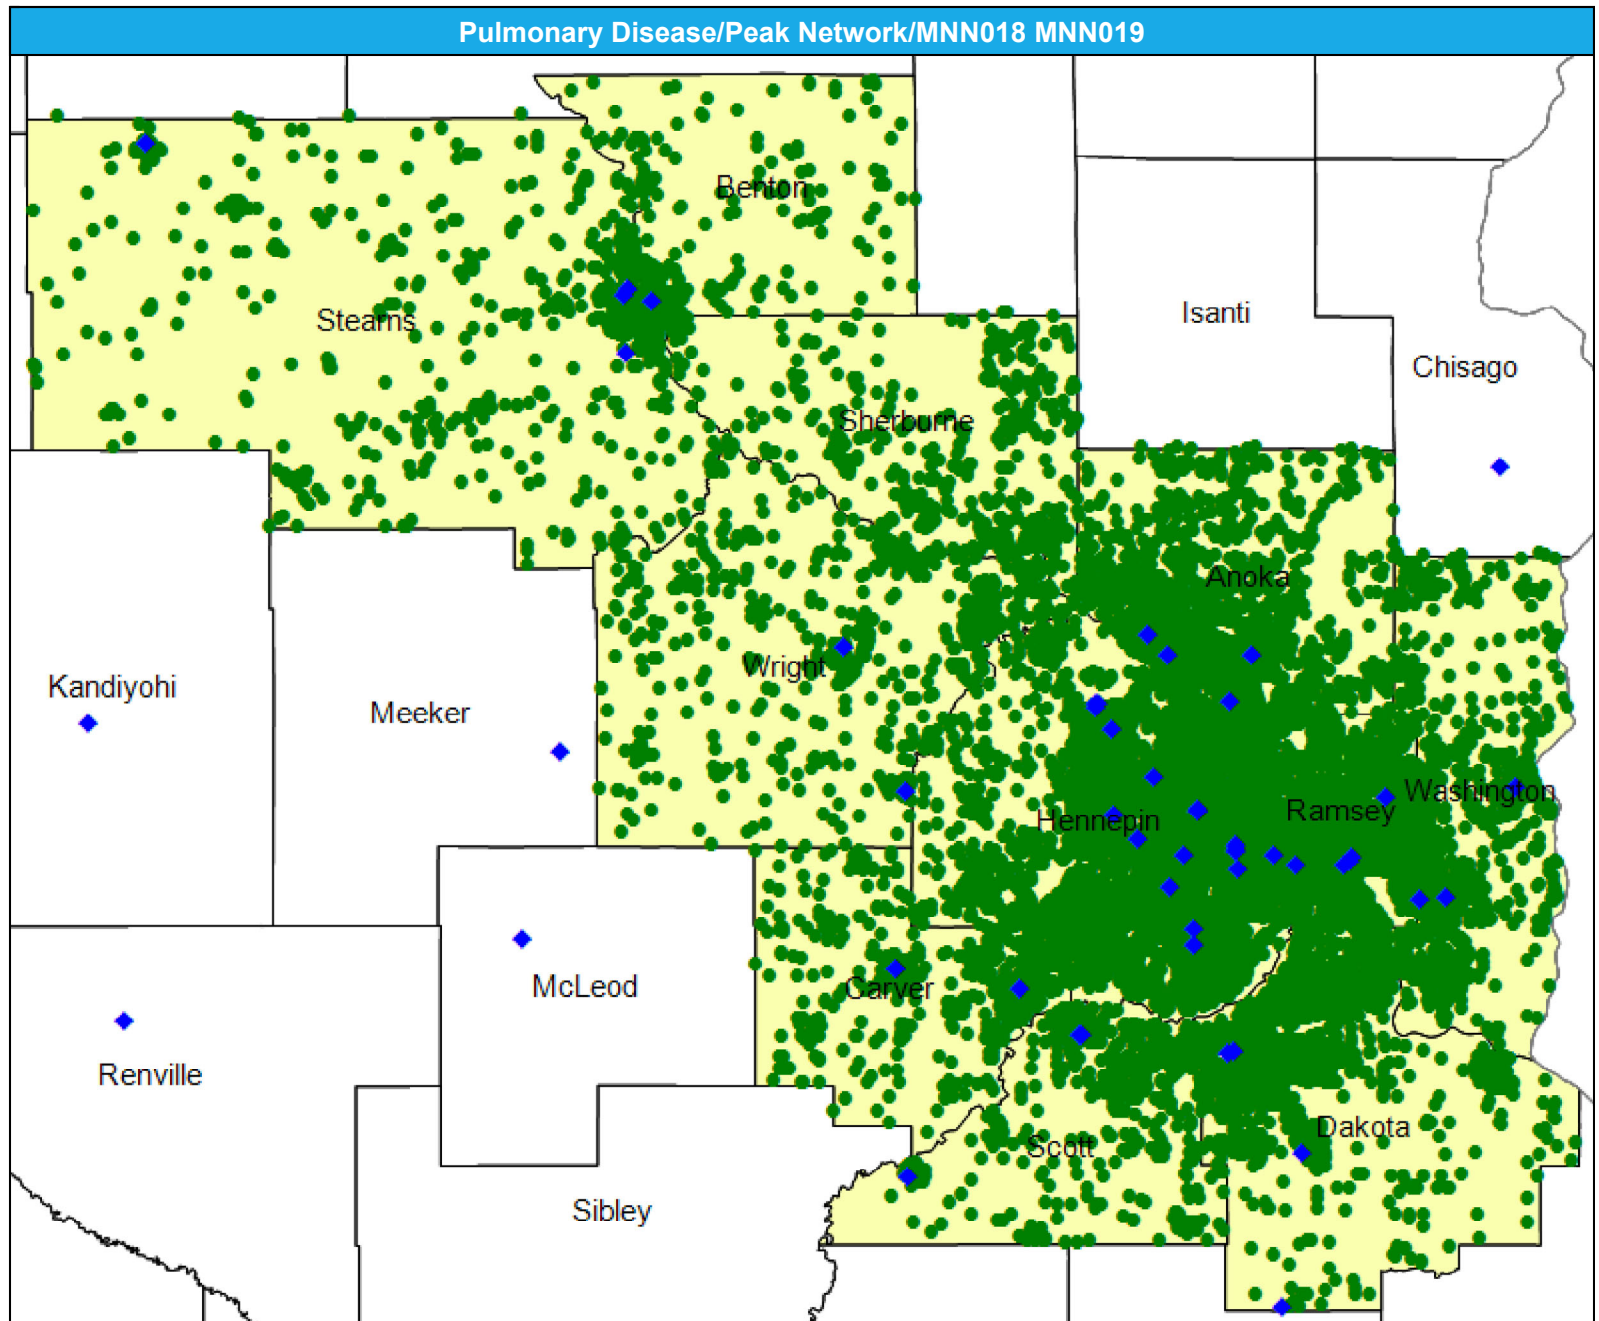 Pulmonary Disease/Peak Network/MNN018 MNN019
Benton
Isanti
Stearns
Chisago
Sherburne
Anoka
Wright
Kandiyohi
Meeker
Washington
Ramsey
Hennepin
McLeod
Carver
Renville
Dakota
Scott
Sibley